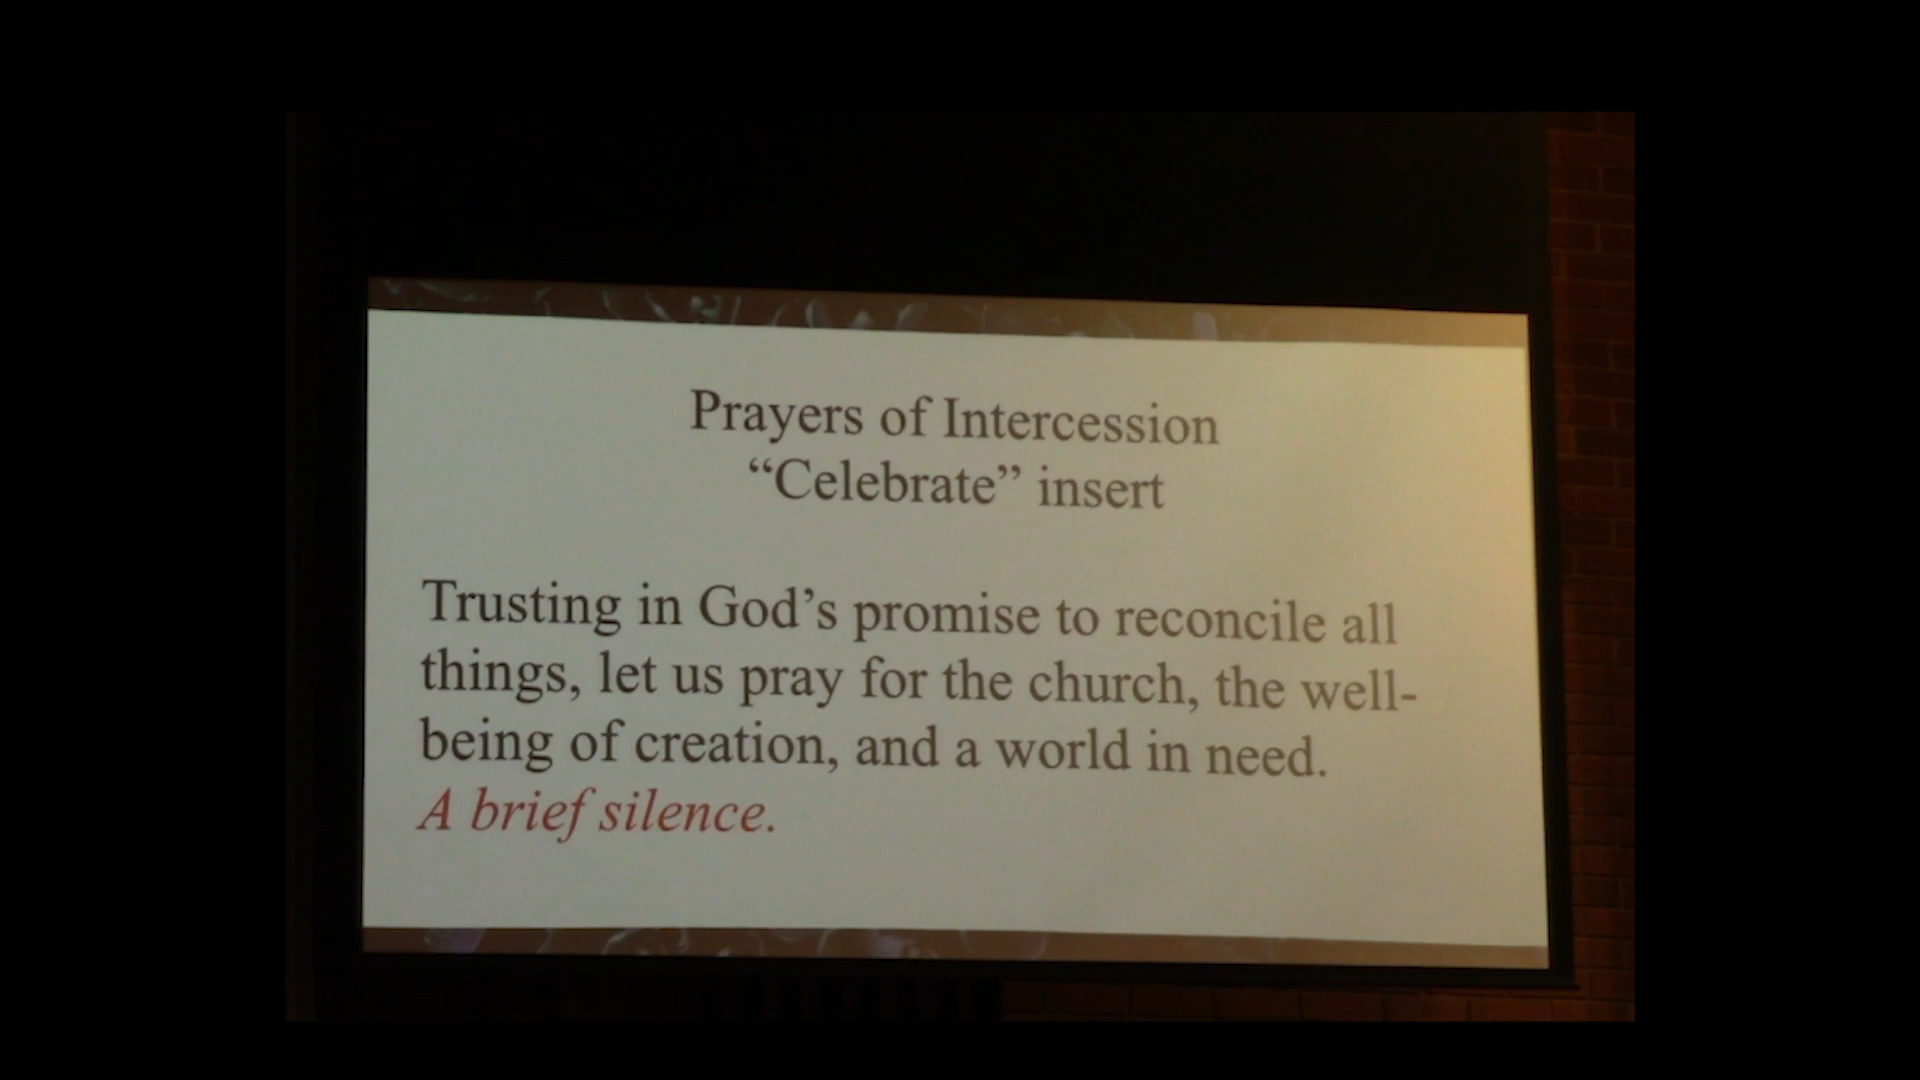 Prayers of Intercession
“Celebrate” insert
Trusting in God’s promise to reconcile all
things, let us pray for the church, the well-
being of creation, and a world in need.
A brief silence.